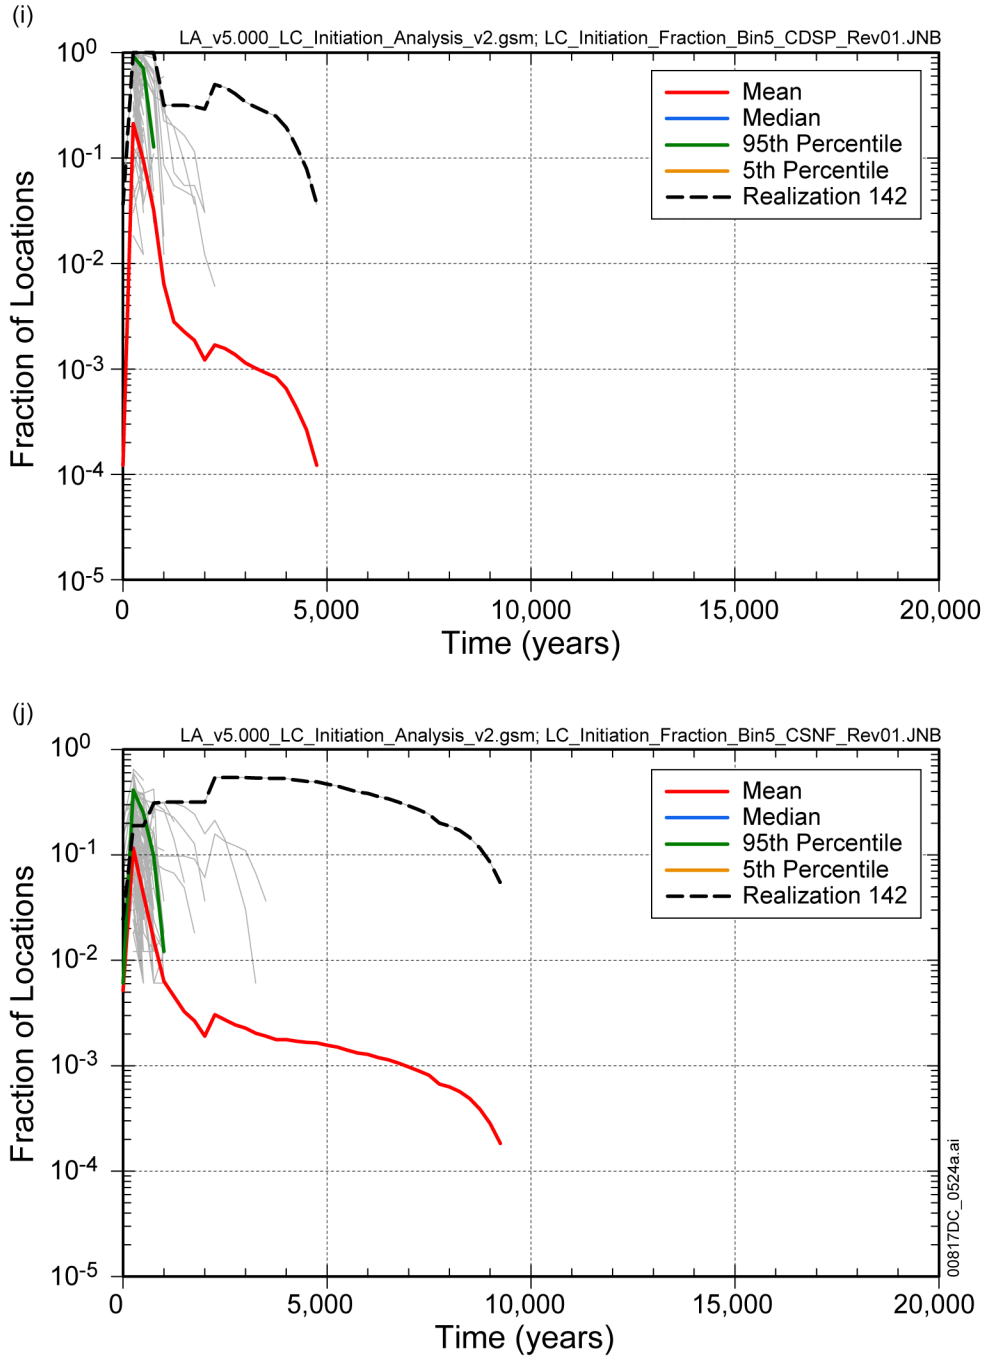 (i)
LA_v5.000_LC_Initiation_Analysis_v2.gsm; LC_Initiation_Fraction_Bin5_CDSP_Rev01.JNB
10^0
10^-1
10^-2
10^-3
10^-4
10^-5
Fraction of Locations
Mean
Median
95th Percentile
5th Percentile
Realization 142
0 5,000 10,000 15,000 20,000
Time (years)
(j)
LA_v5.000_LC_Initiation_Analysis_v2.gsm; LC_Initiation_Fraction_Bin5_CSNF_Rev01.JNB
10^0
10^-1
10^-2
10^-3
10^-4
10^-5
Fraction of Locations
Mean
Median
95th Percentile
5th Percentile
Realization 142
0 5,000 10,000 15,000 20,000
Time (years)
00817DC_0524a.ai